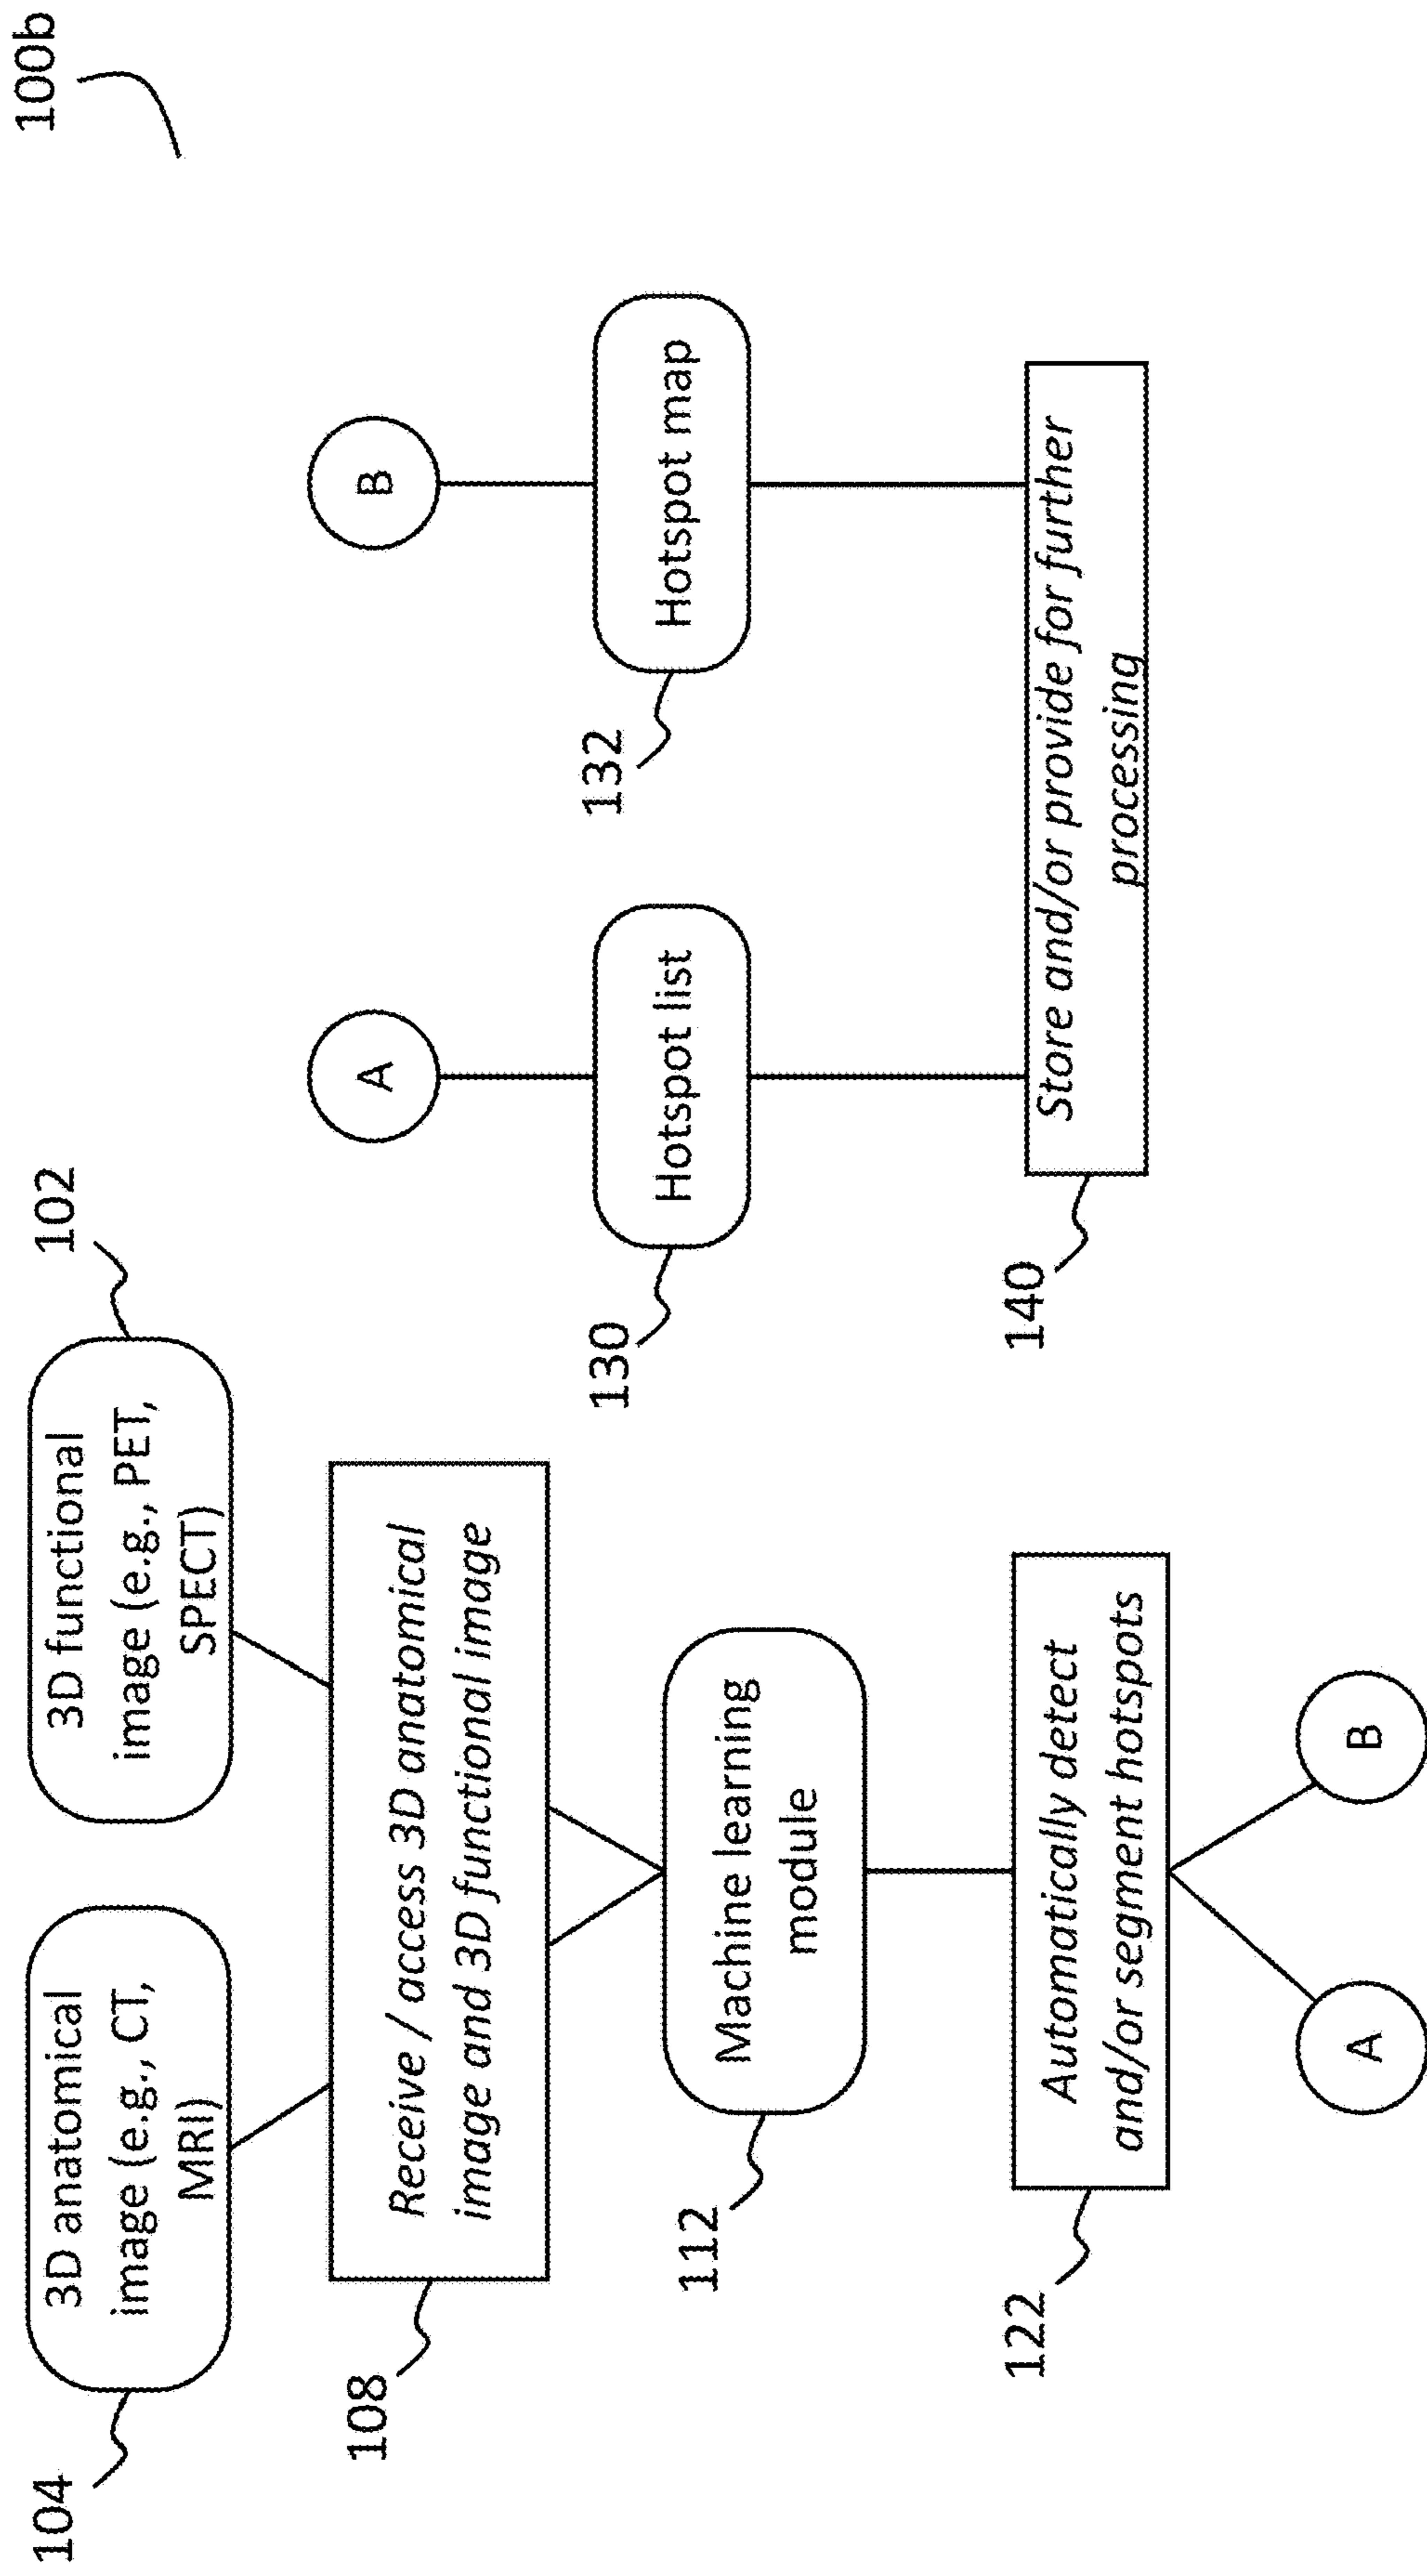 100b
104
3D anatomical
image (e.g., CT,
MRI)
102
3D functional
image (e.g., PET,
SPECT)
108
Receive / access 3D anatomical
image and 3D functional image
112
Machine learning
module
122
Automatically detect
and/or segment hotspots
A
B
A
B
130
Hotspot list
132
Hotspot map
140
Store and/or provide for further
processing